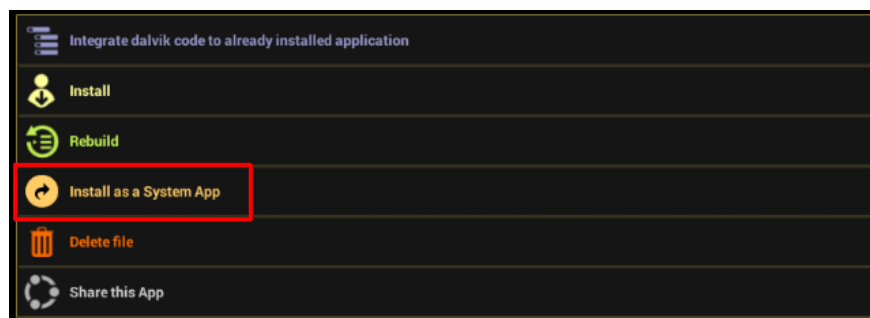 Integrate dalvik code to already installed application
Install
Rebuild
Install as a System App
Delete file
Share this App